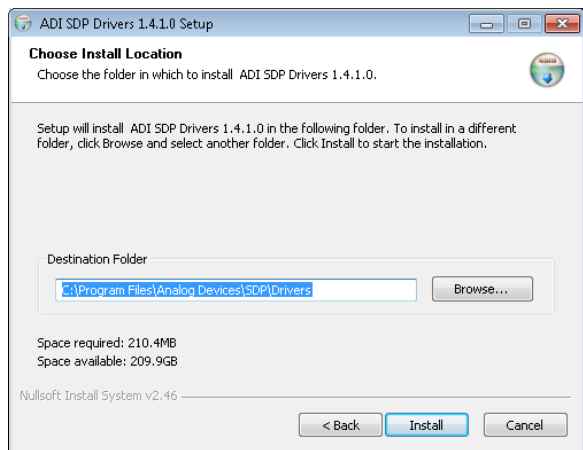 ADI SDP Drivers 1.4.1.0 Setup
Choose Install Location
Choose the folder in which to install ADI SDP Drivers 1.4.1.0.
Setup will install ADI SDP Drivers 1.4.1.0 in the following folder. To install in a different
folder, click Browse and select another folder. Click Install to start the installation.
Destination Folder
C:\Program Files\Analog Devices\SDP\Drivers
Browse...
Space required: 210.4MB
Space available: 209.9GB
Nullsoft Install System v2.46
< Back
Install
Cancel